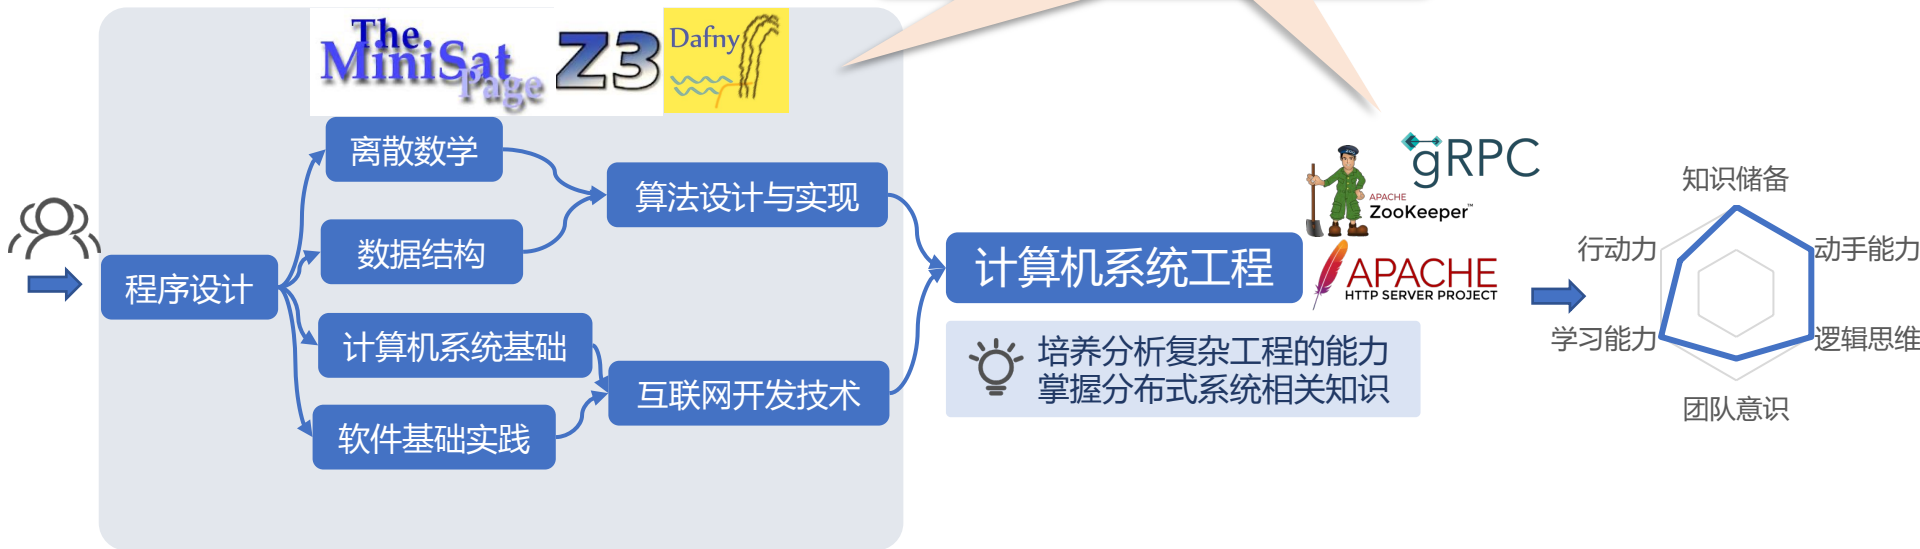 The
MiniSat
Page
Z3
Dafny
离散数学
算法设计与实现
数据结构
程序设计
计算机系统基础
互联网开发技术
软件基础实践
计算机系统工程
gRPC
APACHE
ZooKeeper™
APACHE
HTTP SERVER PROJECT
培养分析复杂工程的能力
掌握分布式系统相关知识
知识储备
行动力
动手能力
学习能力
逻辑思维
团队意识